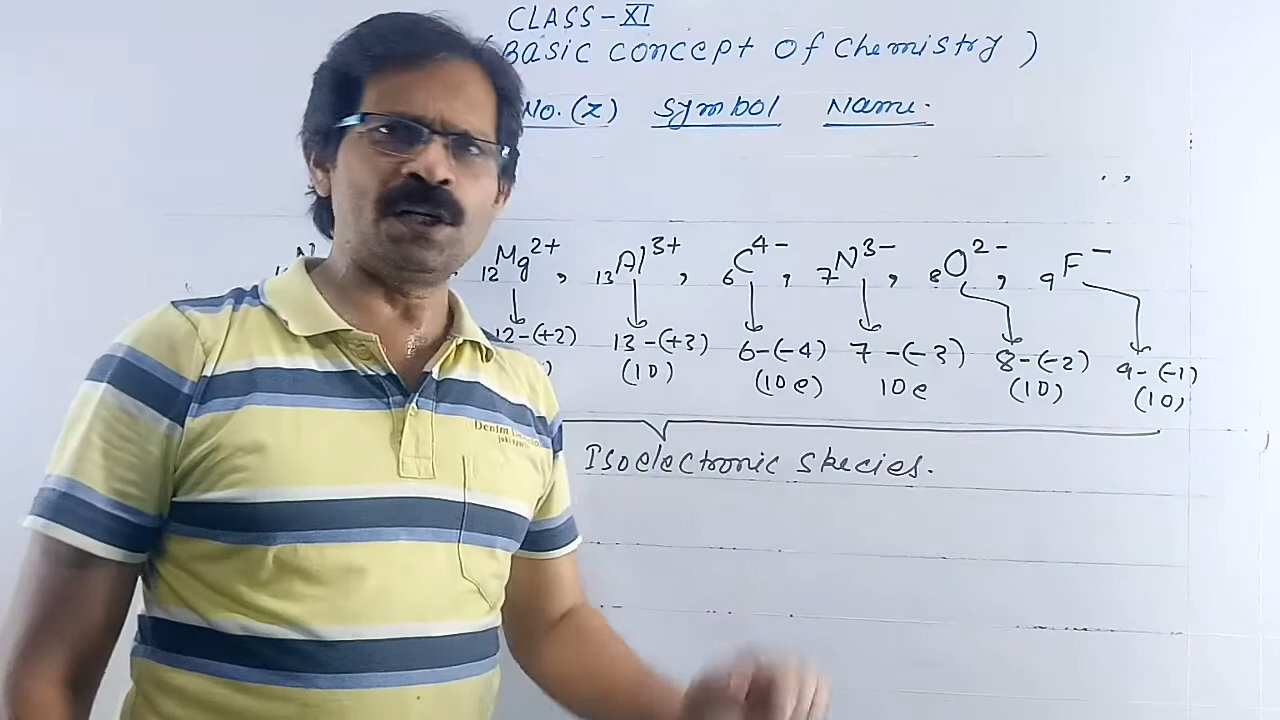 CLASS-XI
(Basic concept of Chemistry)
No.(z) Symbol Name.
₁₂Mg²⁺, ₁₃Al³⁺, ₆C⁴⁻, ₇N³⁻, ₈O²⁻, ₉F⁻
12-(+2) 13-(+3) 6-(-4) 7-(-3) 8-(-2) 9-(-1)
(10) (10e) 10e (10) (10)
Isoelectronic skecies.
Denim